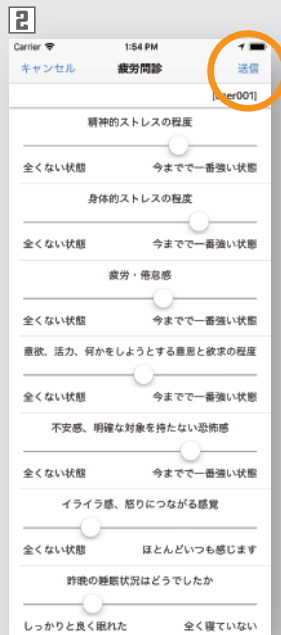 2
Carrier 1:54 PM
キャンセル 疲労問診 送信
[user001]
精神的ストレスの程度
全くない状態 今までで一番強い状態
身体的ストレスの程度
全くない状態 今までで一番強い状態
疲労・倦怠感
全くない状態 今までで一番強い状態
意欲、活力、何かをしようとする意思と欲求の程度
全くない状態 今までで一番強い状態
不安感、明確な対象を持たない恐怖感
全くない状態 今までで一番強い状態
イライラ感、怒りにつながる感覚
全くない状態 ほとんどいつも感じます
昨晩の睡眠状況はどうでしたか
しっかりと良く眠れた 全く寝ていない